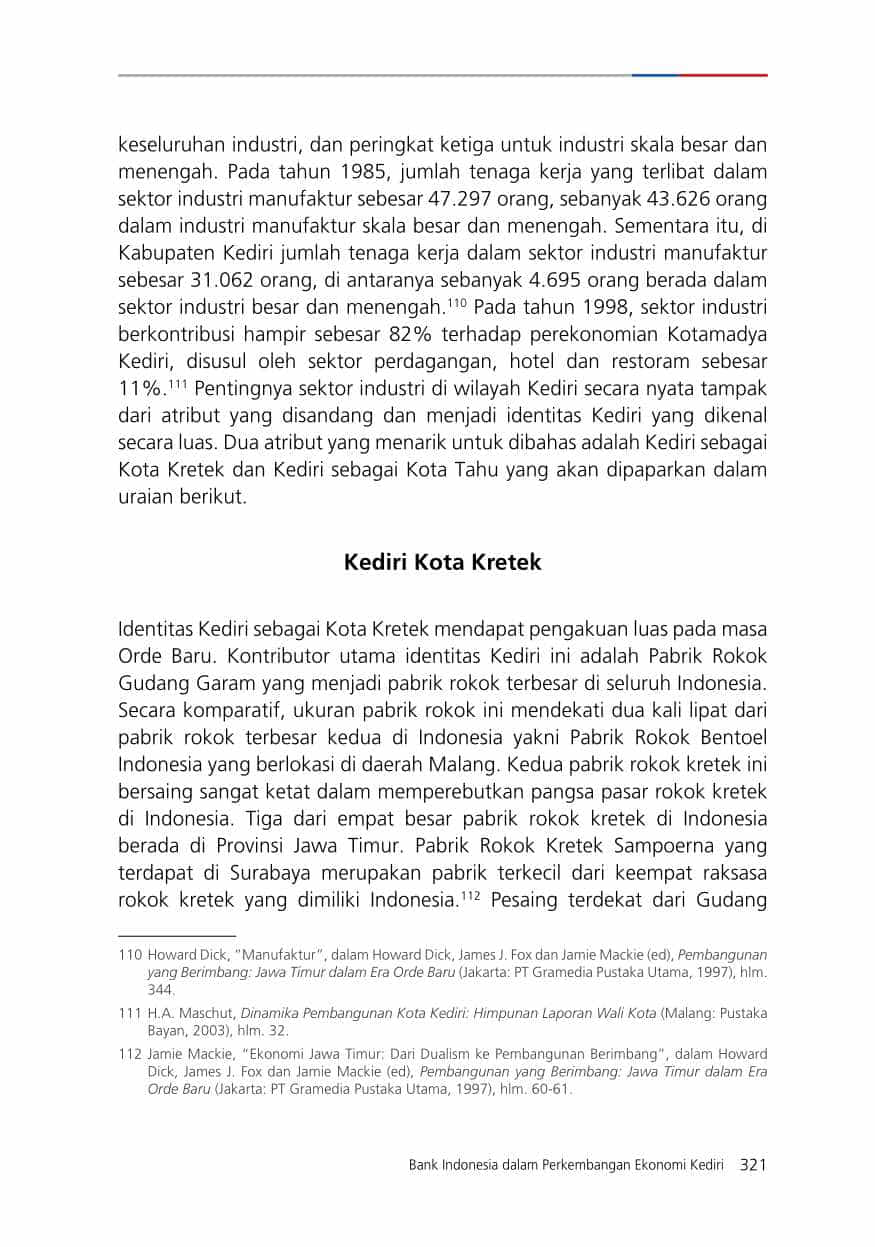 keseluruhan industri, dan peringkat ketiga untuk industri skala besar dan
menengah. Pada tahun 1985, jumlah tenaga kerja yang terlibat dalam
sektor industri manufaktur sebesar 47.297 orang, sebanyak 43.626 orang
dalam industri manufaktur skala besar dan menengah. Sementara itu, di
Kabupaten Kediri jumlah tenaga kerja dalam sektor industri manufaktur
sebesar 31.062 orang, di antaranya sebanyak 4.695 orang berada dalam
sektor industri besar dan menengah.110 Pada tahun 1998, sektor industri
berkontribusi hampir sebesar 82% terhadap perekonomian Kotamadya
Kediri, disusul oleh sektor perdagangan, hotel dan restoram sebesar
11%.111 Pentingnya sektor industri di wilayah Kediri secara nyata tampak
dari atribut yang disandang dan menjadi identitas Kediri yang dikenal
secara luas. Dua atribut yang menarik untuk dibahas adalah Kediri sebagai
Kota Kretek dan Kediri sebagai Kota Tahu yang akan dipaparkan dalam
uraian berikut.
Kediri Kota Kretek
Identitas Kediri sebagai Kota Kretek mendapat pengakuan luas pada masa
Orde Baru. Kontributor utama identitas Kediri ini adalah Pabrik Rokok
Gudang Garam yang menjadi pabrik rokok terbesar di seluruh Indonesia.
Secara komparatif, ukuran pabrik rokok ini mendekati dua kali lipat dari
pabrik rokok terbesar kedua di Indonesia yakni Pabrik Rokok Bentoel
Indonesia yang berlokasi di daerah Malang. Kedua pabrik rokok kretek ini
bersaing sangat ketat dalam memperebutkan pangsa pasar rokok kretek
di Indonesia. Tiga dari empat besar pabrik rokok kretek di Indonesia
berada di Provinsi Jawa Timur. Pabrik Rokok Kretek Sampoerna yang
terdapat di Surabaya merupakan pabrik terkecil dari keempat raksasa
rokok kretek yang dimiliki Indonesia.112 Pesaing terdekat dari Gudang
110 Howard Dick, “Manufaktur”, dalam Howard Dick, James J. Fox dan Jamie Mackie (ed), Pembangunan
yang Berimbang: Jawa Timur dalam Era Orde Baru (Jakarta: PT Gramedia Pustaka Utama, 1997), hlm.
344.
111 H.A. Maschut, Dinamika Pembangunan Kota Kediri: Himpunan Laporan Wali Kota (Malang: Pustaka
Bayan, 2003), hlm. 32.
112 Jamie Mackie, “Ekonomi Jawa Timur: Dari Dualism ke Pembangunan Berimbang”, dalam Howard
Dick, James J. Fox dan Jamie Mackie (ed), Pembangunan yang Berimbang: Jawa Timur dalam Era
Orde Baru (Jakarta: PT Gramedia Pustaka Utama, 1997), hlm. 60-61.
Bank Indonesia dalam Perkembangan Ekonomi Kediri 321